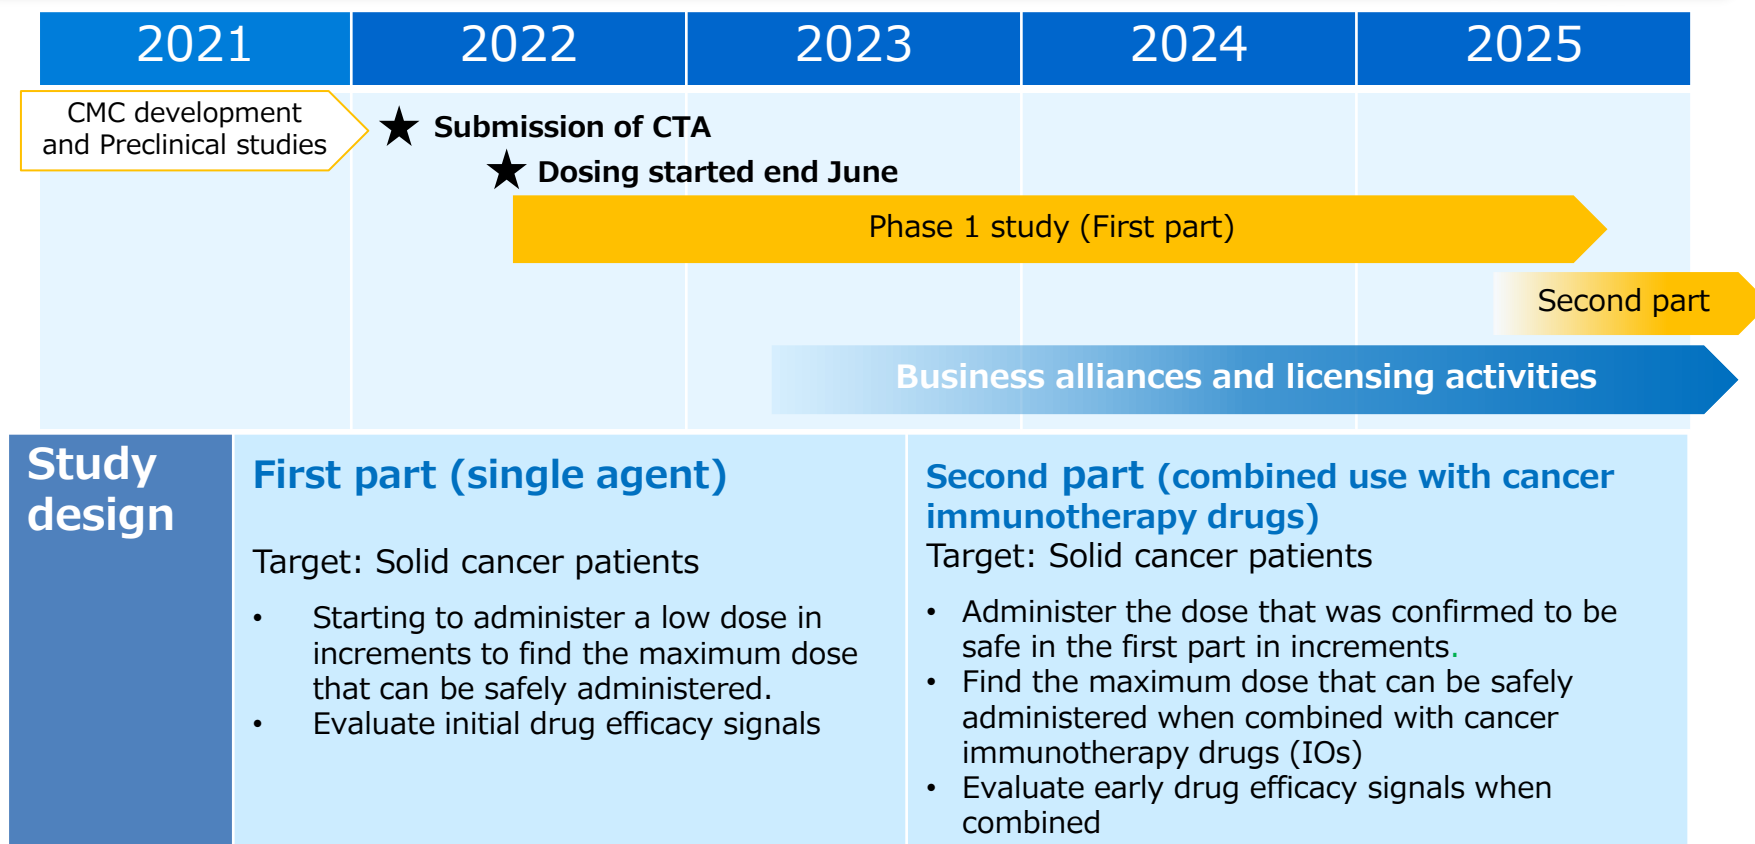 2021 2022 2023 2024 2025
CMC development
and Preclinical studies
★ Submission of CTA
★ Dosing started end June
Phase 1 study (First part)
Second part
Business alliances and licensing activities
Study
design
First part (single agent)
Target: Solid cancer patients
• Starting to administer a low dose in
increments to find the maximum dose
that can be safely administered.
• Evaluate initial drug efficacy signals
Second part (combined use with cancer
immunotherapy drugs)
Target: Solid cancer patients
• Administer the dose that was confirmed to be
safe in the first part in increments.
• Find the maximum dose that can be safely
administered when combined with cancer
immunotherapy drugs (IOs)
• Evaluate early drug efficacy signals when
combined